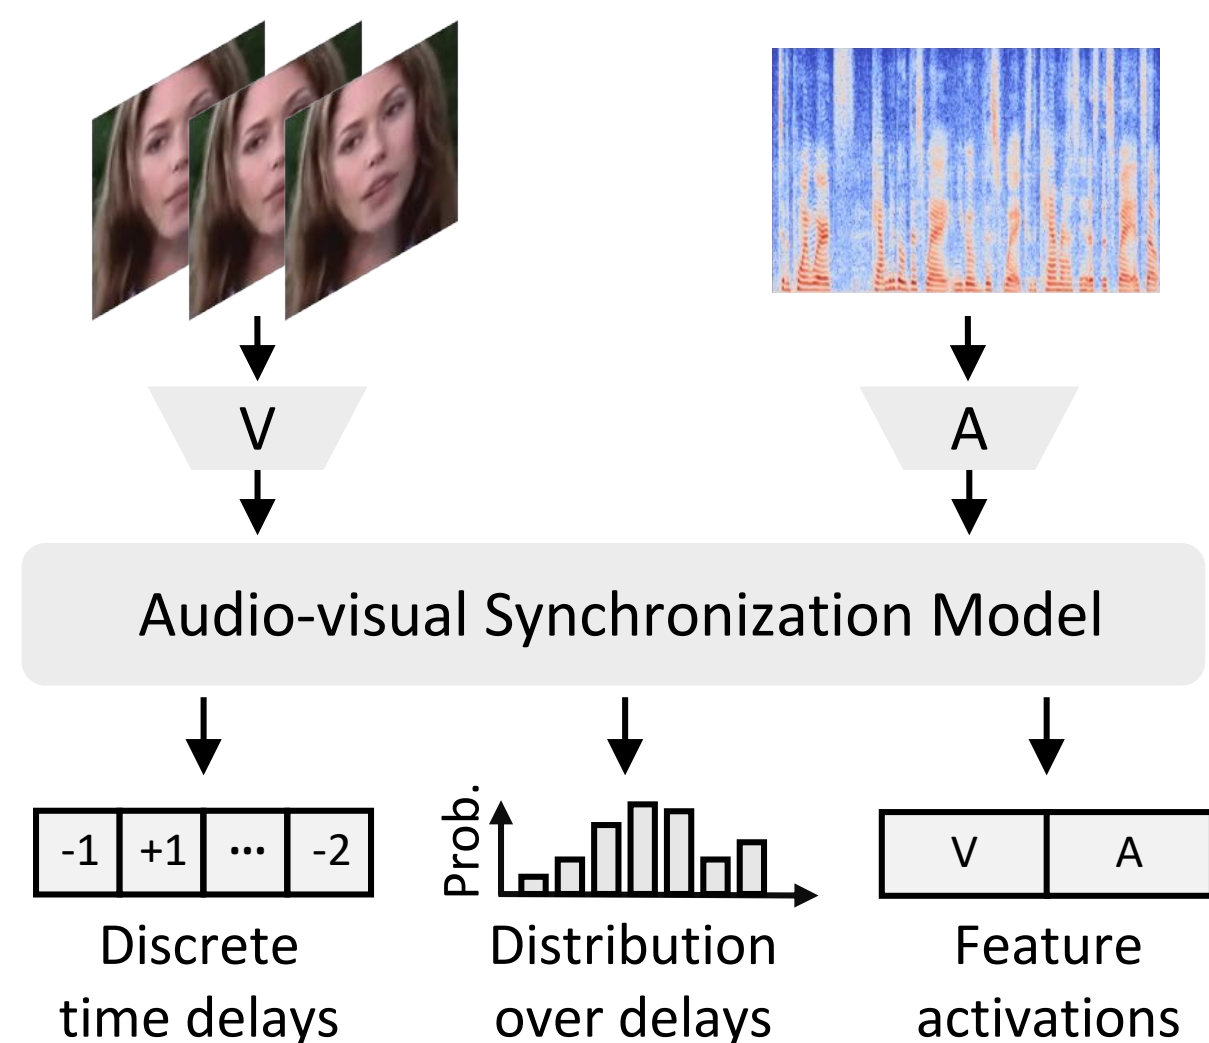 V
A
Audio-visual Synchronization Model
-1 +1 ... -2
Prob.
V A
Discrete
time delays
Distribution
over delays
Feature
activations